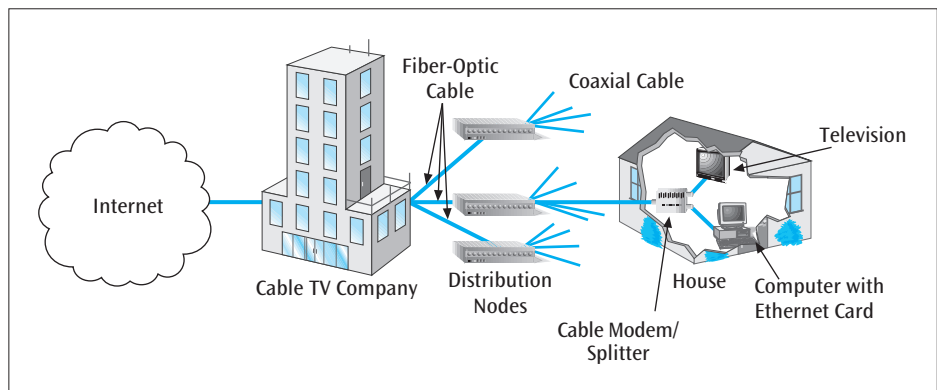 Fiber-Optic
Cable
Coaxial Cable
Television
Internet
Cable TV Company
Distribution
Nodes
House
Computer with
Ethernet Card
Cable Modem/
Splitter